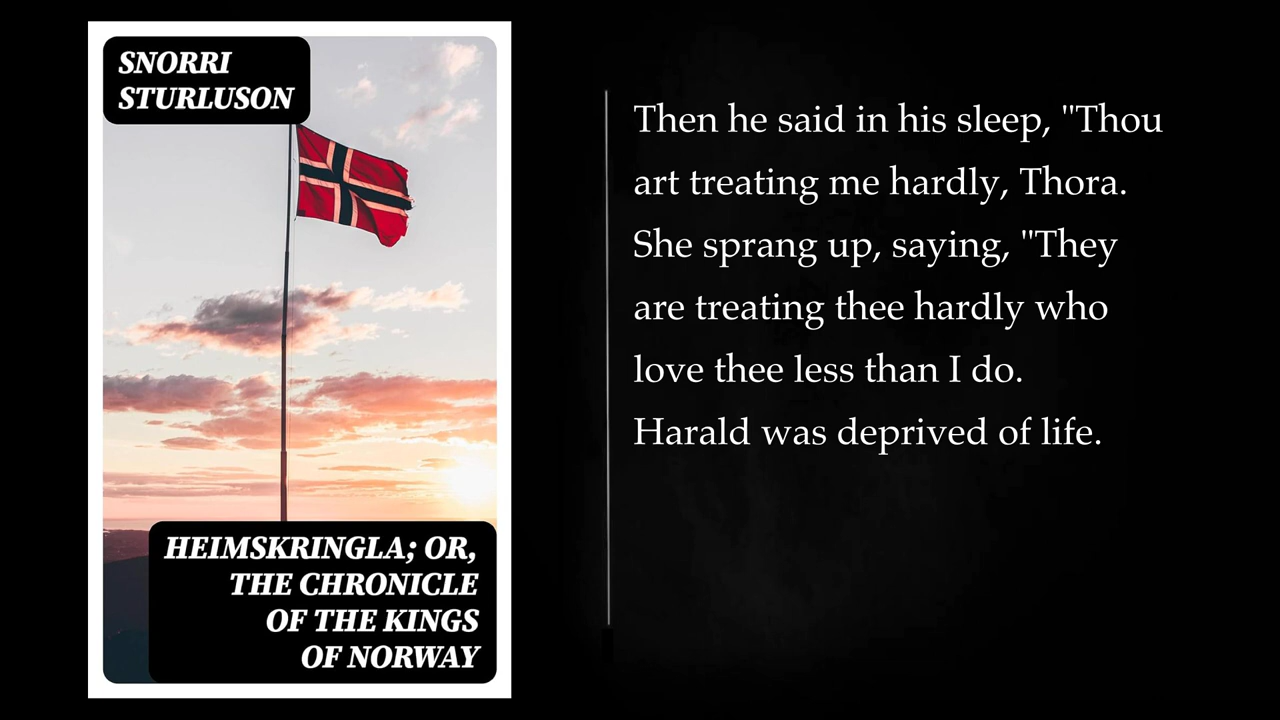 SNORRI
STURLUSON
HEIMSKRINGLA; OR,
THE CHRONICLE
OF THE KINGS
OF NORWAY
Then he said in his sleep, "Thou
art treating me hardly, Thora.
She sprang up, saying, "They
are treating thee hardly who
love thee less than I do.
Harald was deprived of life.